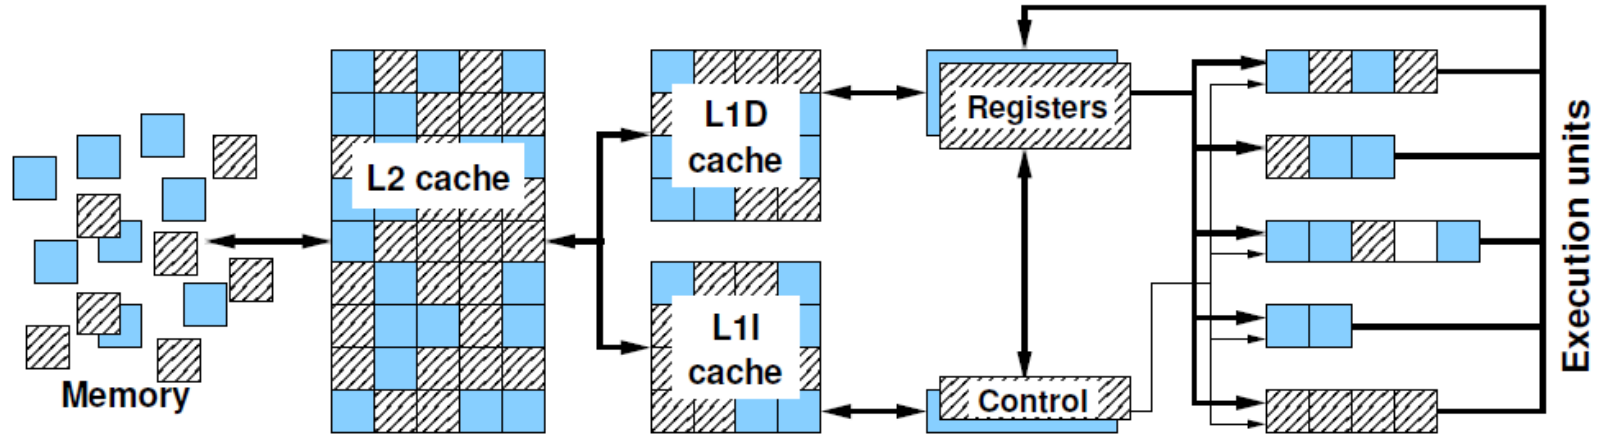 Memory
L2 cache
L1D
cache
L1I
cache
Registers
Control
Execution units